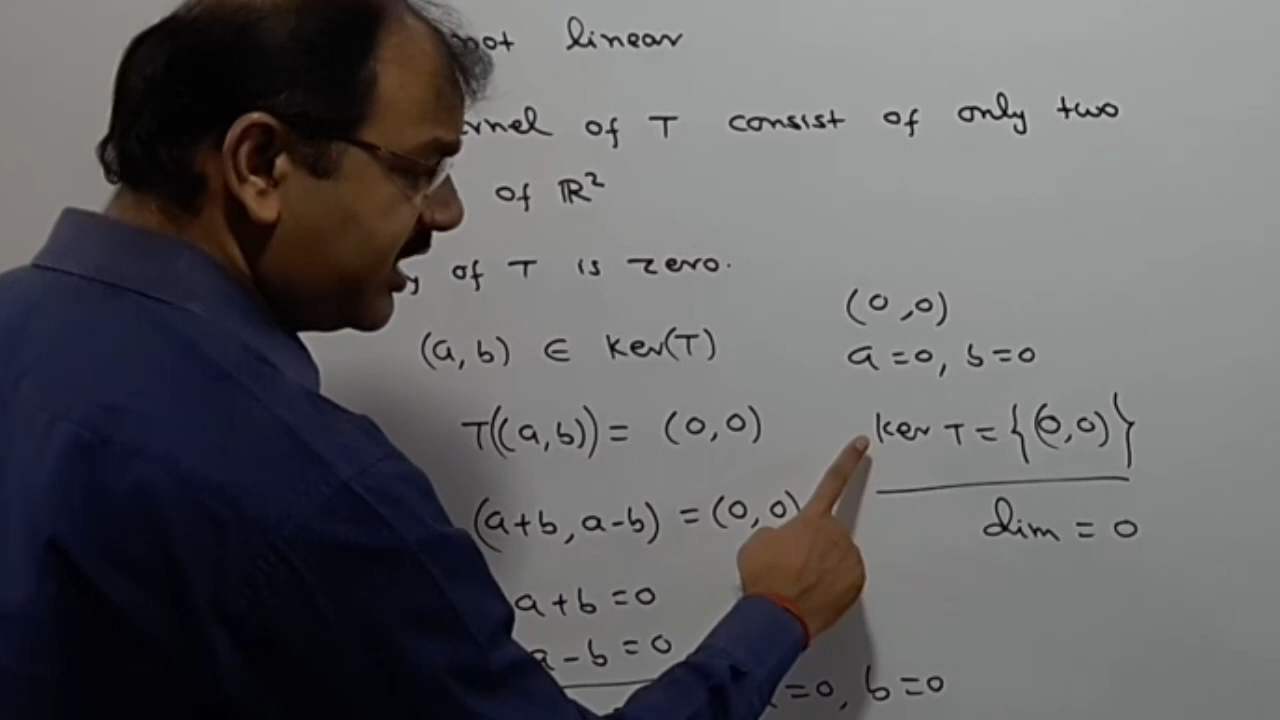 not linear
of T consist of only two
of R²
of T is zero.
(a, b) ∈ Ker(T)
T((a, b)) = (0, 0)
(a+b, a-b) = (0, 0)
a + b = 0
a - b = 0
=0, b=0
(0, 0)
a = 0, b = 0
Ker T = {(0, 0)}
dim = 0